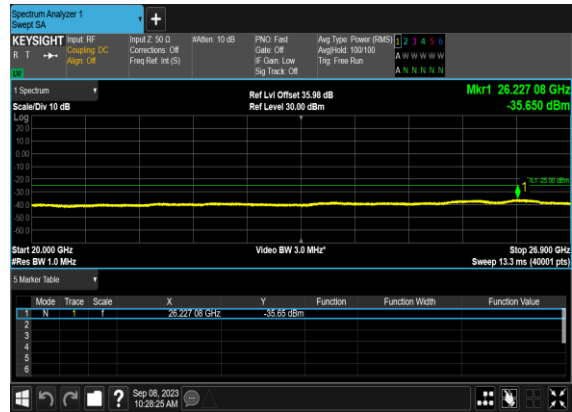 Spectrum Analyzer 1
Swept SA
+
KEYSIGHT Input: RF Input Z: 50 Ω #Atten: 10 dB PNO: Fast Avg Type: Power (RMS) 1 2 3 4 5 6
R T Coupling: DC Corrections: Off Gate: Off Avg|Hold: 100/100 A W W W W W
Align: Off Freq Ref: Int (S) IF Gain: Low Trig: Free Run
Sig Track: Off A N N N N N
1 Spectrum Ref Lvl Offset 35.98 dB Mkr1 26.227 08 GHz
Scale/Div 10 dB Ref Level 30.00 dBm -35.650 dBm
Log
20.0
10.0
0.00
-10.0
-20.0
DL1 -25.00 dBm
-30.0
1
-40.0
-50.0
-60.0
Start 20.000 GHz Video BW 3.0 MHz* Stop 26.900 GHz
#Res BW 1.0 MHz Sweep 13.3 ms (40001 pts)
5 Marker Table
Mode Trace Scale X Y Function Function Width Function Value
1 N 1 f 26.227 08 GHz -35.65 dBm
2
3
4
5
6
? Sep 08, 2023
10:28:25 AM